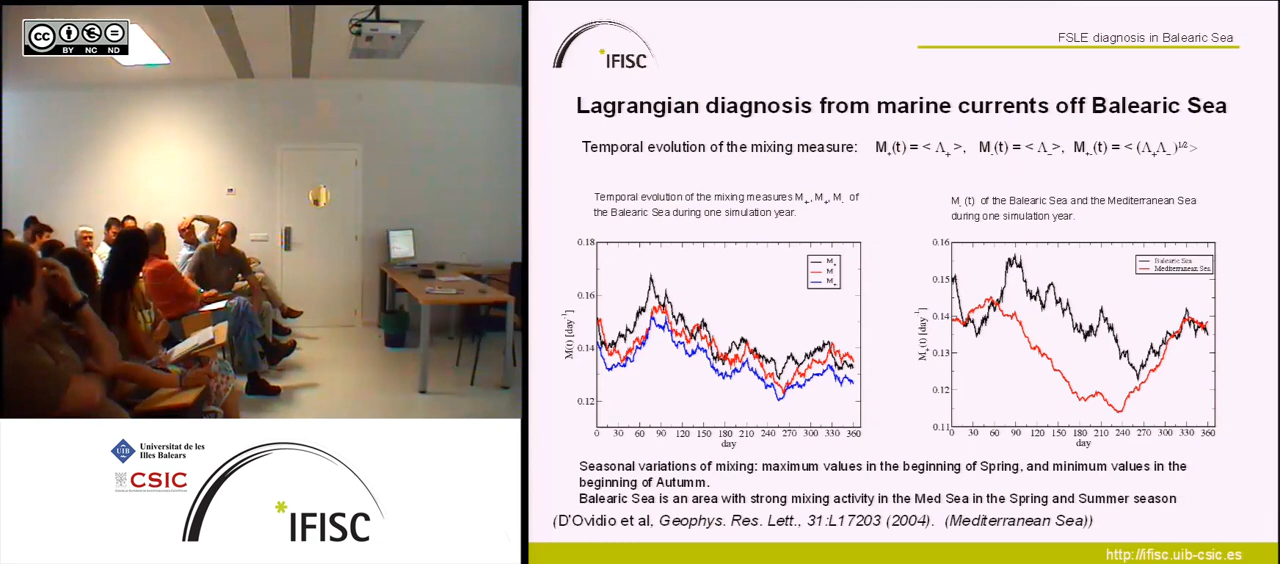 cc
BY NC ND
IFISC
FSLE diagnosis in Balearic Sea
Lagrangian diagnosis from marine currents off Balearic Sea
Temporal evolution of the mixing measure: M₊(t) = < Λ₊ >, M₋(t) = < Λ₋>, M₊₋(t) = < (Λ₊Λ₋)¹ᐟ² >
Temporal evolution of the mixing measures M₊₋, M₊, M₋ of
the Balearic Sea during one simulation year.
M₋(t) of the Balearic Sea and the Mediterranean Sea
during one simulation year.
0.18
0.16
0.14
0.12
M(t) [day⁻¹]
M₊
M
M₊
0 30 60 90 120 150 180 210 240 270 300 330 360
day
0.16
0.15
0.14
0.13
0.12
0.11
[day⁻¹]
Balearic Sea
Mediterranean Sea
0 30 60 90 120 150 180 210 240 270 300 330 360
day
Seasonal variations of mixing: maximum values in the beginning of Spring, and minimum values in the
beginning of Autumm.
Balearic Sea is an area with strong mixing activity in the Med Sea in the Spring and Summer season
(D'Ovidio et al, Geophys. Res. Lett., 31:L17203 (2004). (Mediterranean Sea))
http://ifisc.uib-csic.es
UIB
Universitat de les
Illes Balears
CSIC
IFISC